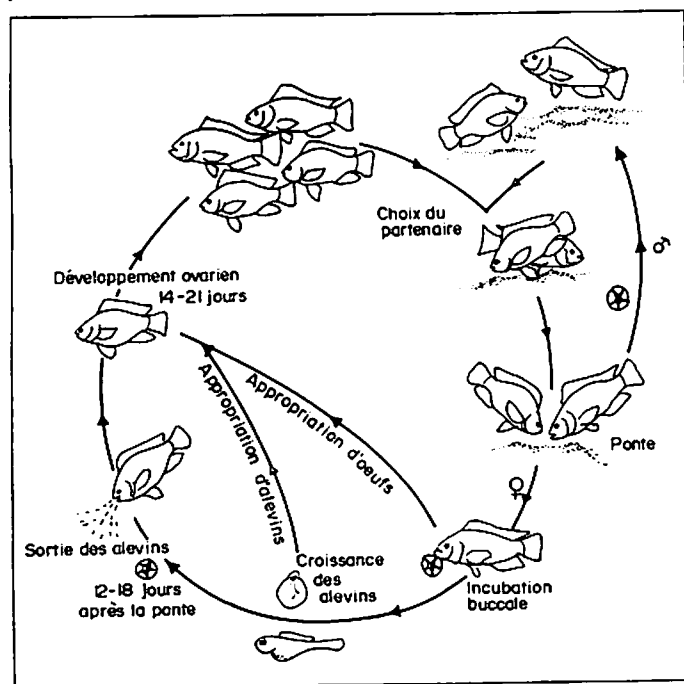 Choix du
partenaire
Développement ovarien
14-21 jours
♂
Appropriation d'oeufs
Appropriation d'alevins
Ponte
♀
Sortie des alevins
12-18 jours
après la ponte
Croissance
des
alevins
Incubation
buccale